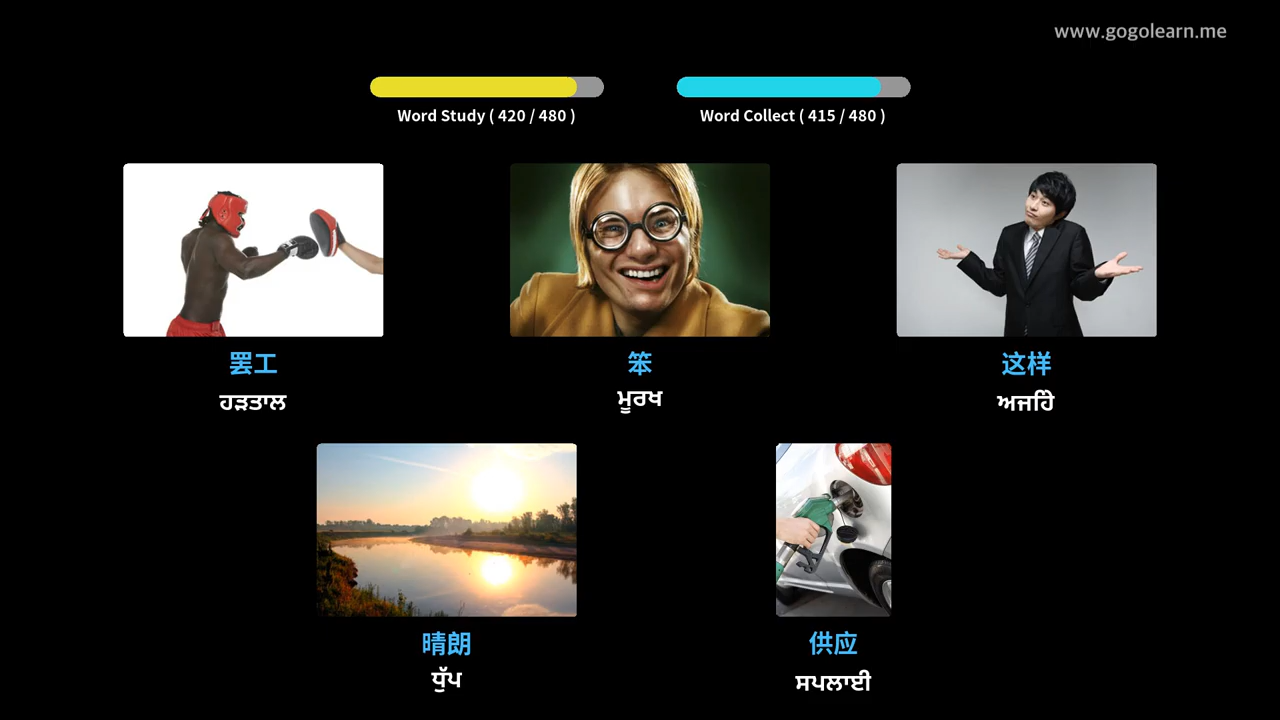 www.gogolearn.me
Word Study ( 420 / 480 )
Word Collect ( 415 / 480 )
罢工
笨
这样
ਹੜਤਾਲ
ਮੂਰਖ
ਅਜਿਹੇ
晴朗
供应
ਧੁੱਪ
ਸਪਲਾਈ